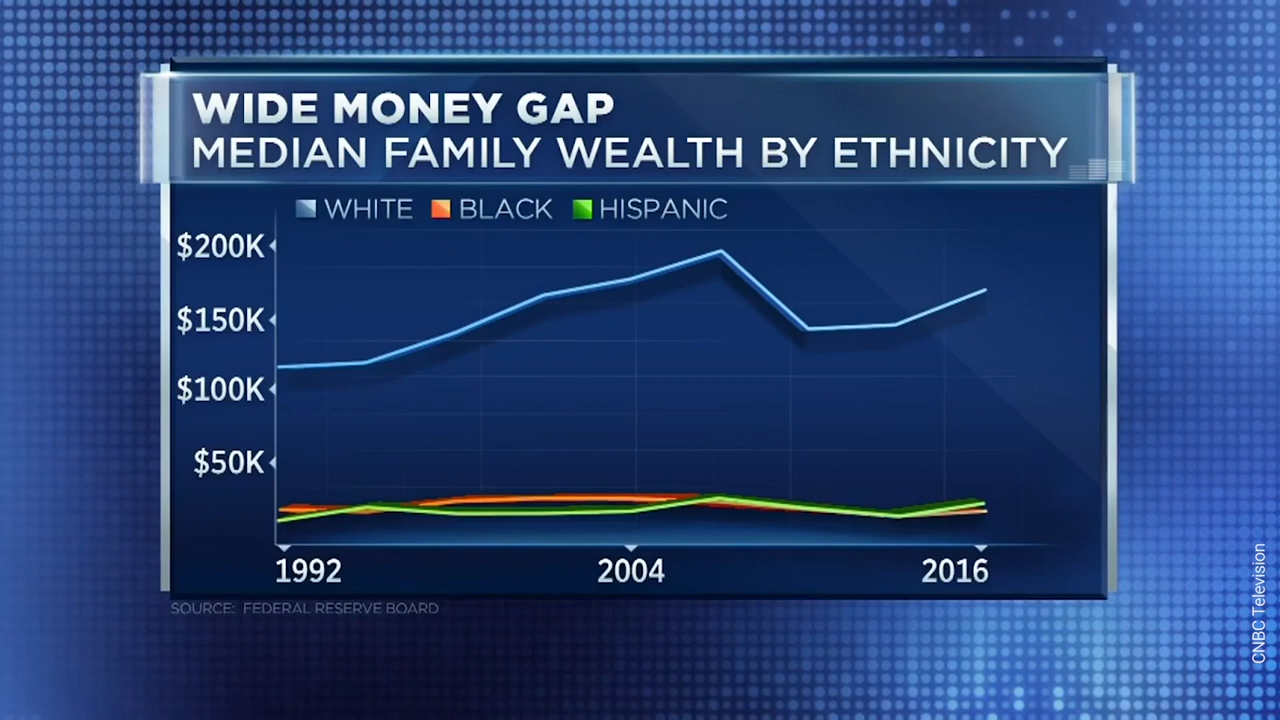 WIDE MONEY GAP
MEDIAN FAMILY WEALTH BY ETHNICITY
WHITE BLACK HISPANIC
$200K
$150K
$100K
$50K
1992 2004 2016
SOURCE: FEDERAL RESERVE BOARD
CNBC Television